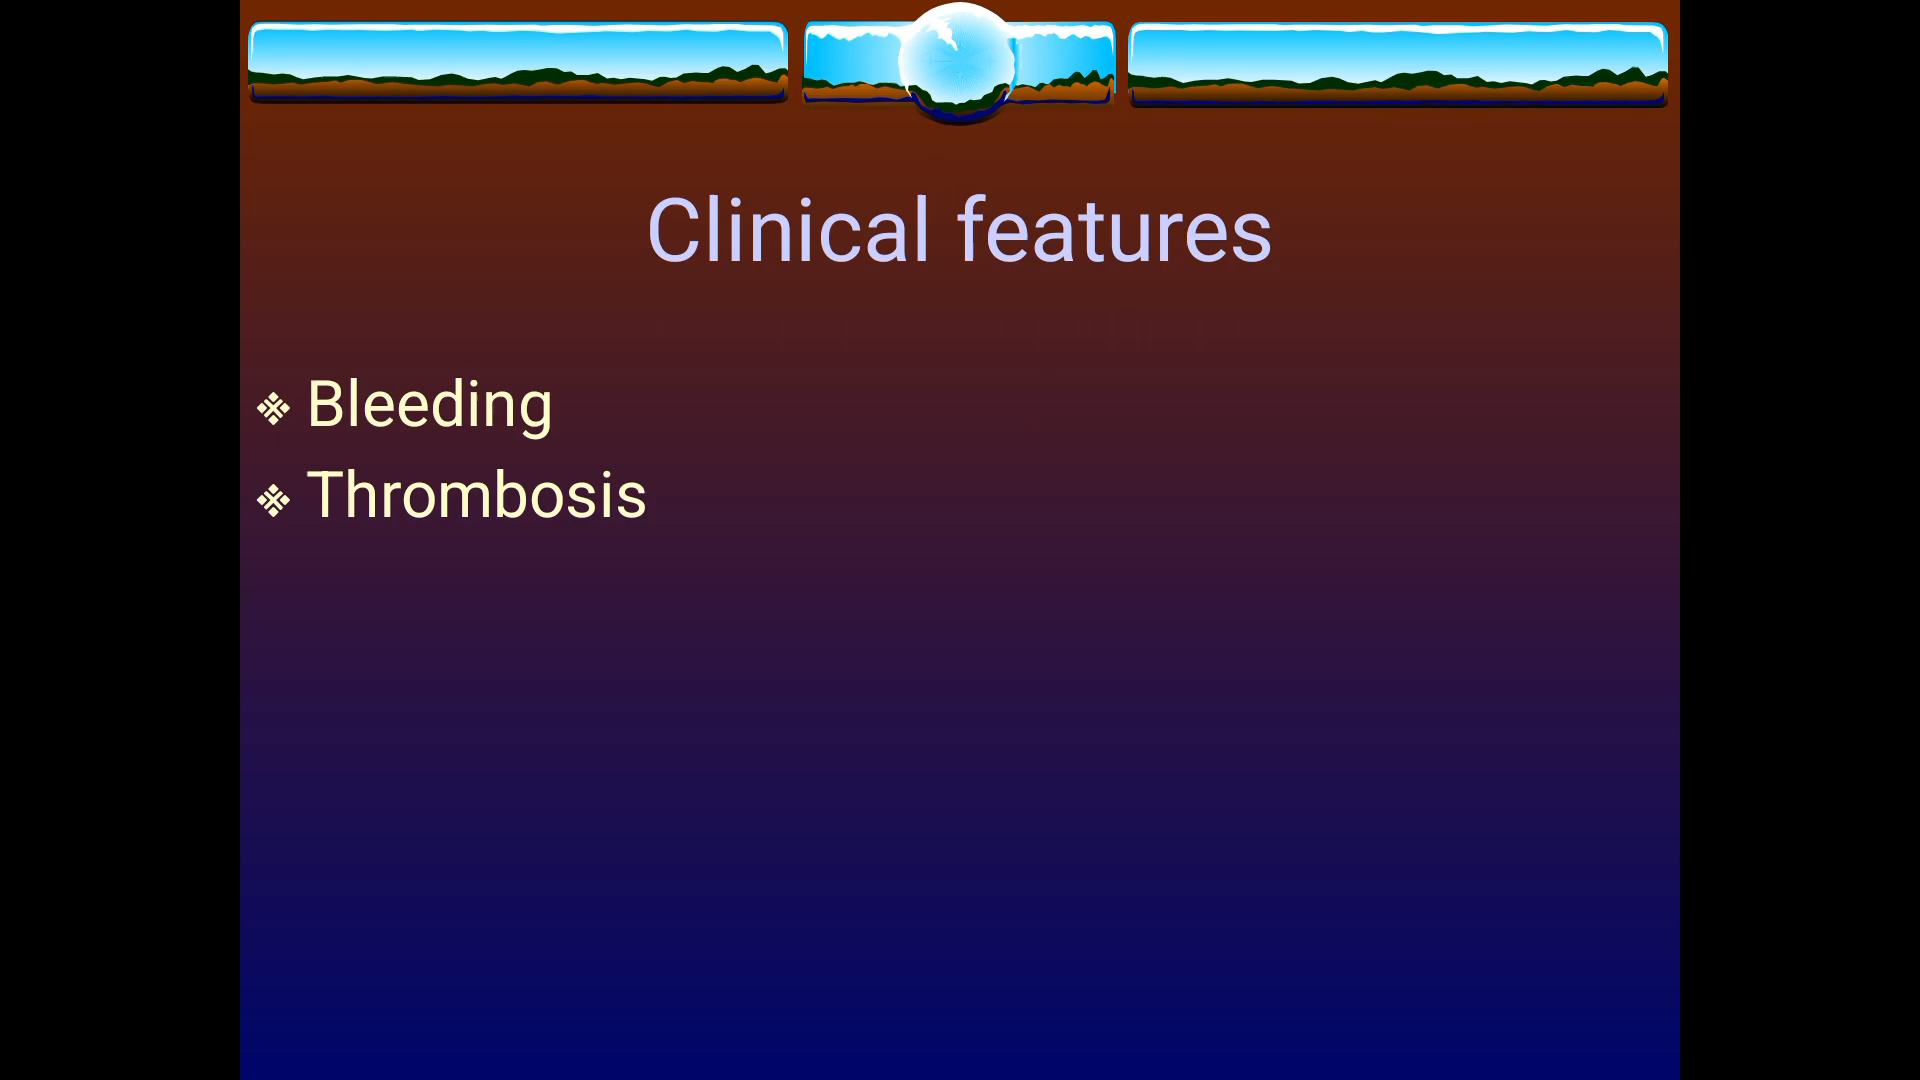 Clinical features
❖ Bleeding
❖ Thrombosis